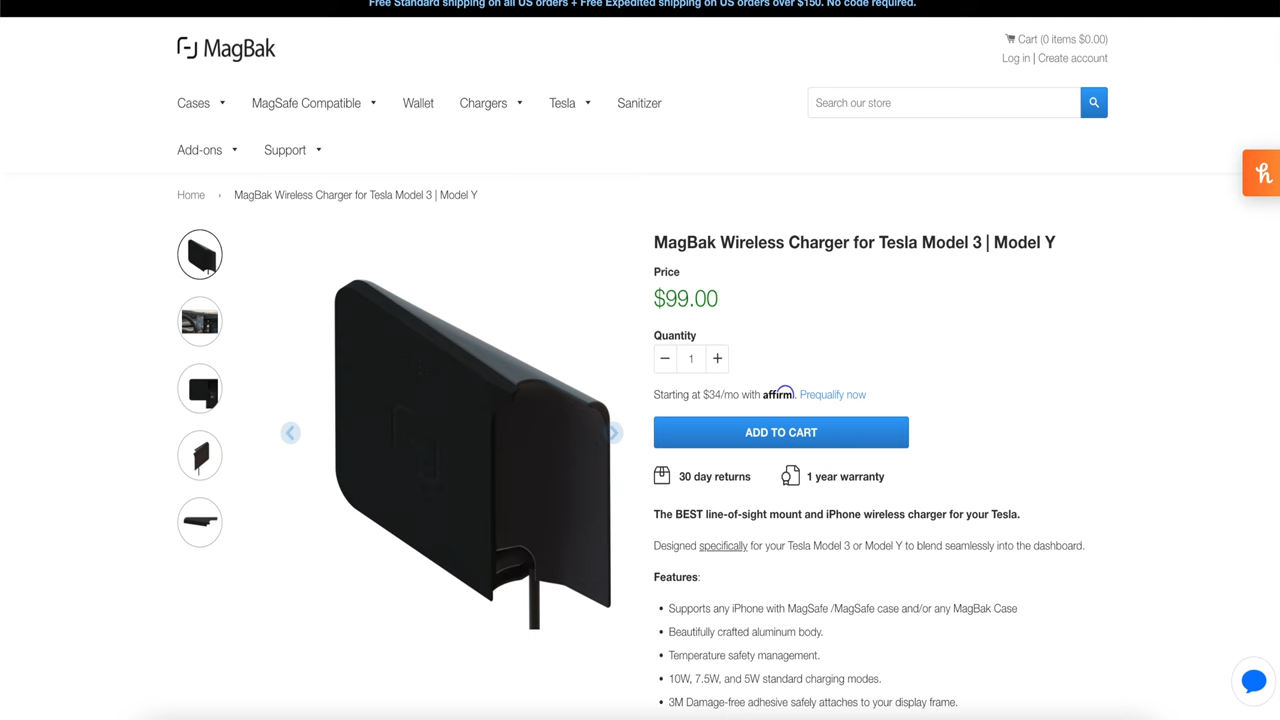 Free Standard shipping on all US orders + Free Expedited shipping on US orders over $150. No code required.
MagBak
Cart (0 items $0.00)
Log in | Create account
Cases MagSafe Compatible Wallet Chargers Tesla Sanitizer
Search our store
Add-ons Support
Home › MagBak Wireless Charger for Tesla Model 3 | Model Y
MagBak Wireless Charger for Tesla Model 3 | Model Y
Price
$99.00
Quantity
− 1 +
Starting at $34/mo with affirm. Prequalify now
ADD TO CART
30 day returns 1 year warranty
The BEST line-of-sight mount and iPhone wireless charger for your Tesla.
Designed specifically for your Tesla Model 3 or Model Y to blend seamlessly into the dashboard.
Features:
• Supports any iPhone with MagSafe /MagSafe case and/or any MagBak Case
• Beautifully crafted aluminum body.
• Temperature safety management.
• 10W, 7.5W, and 5W standard charging modes.
• 3M Damage-free adhesive safely attaches to your display frame.